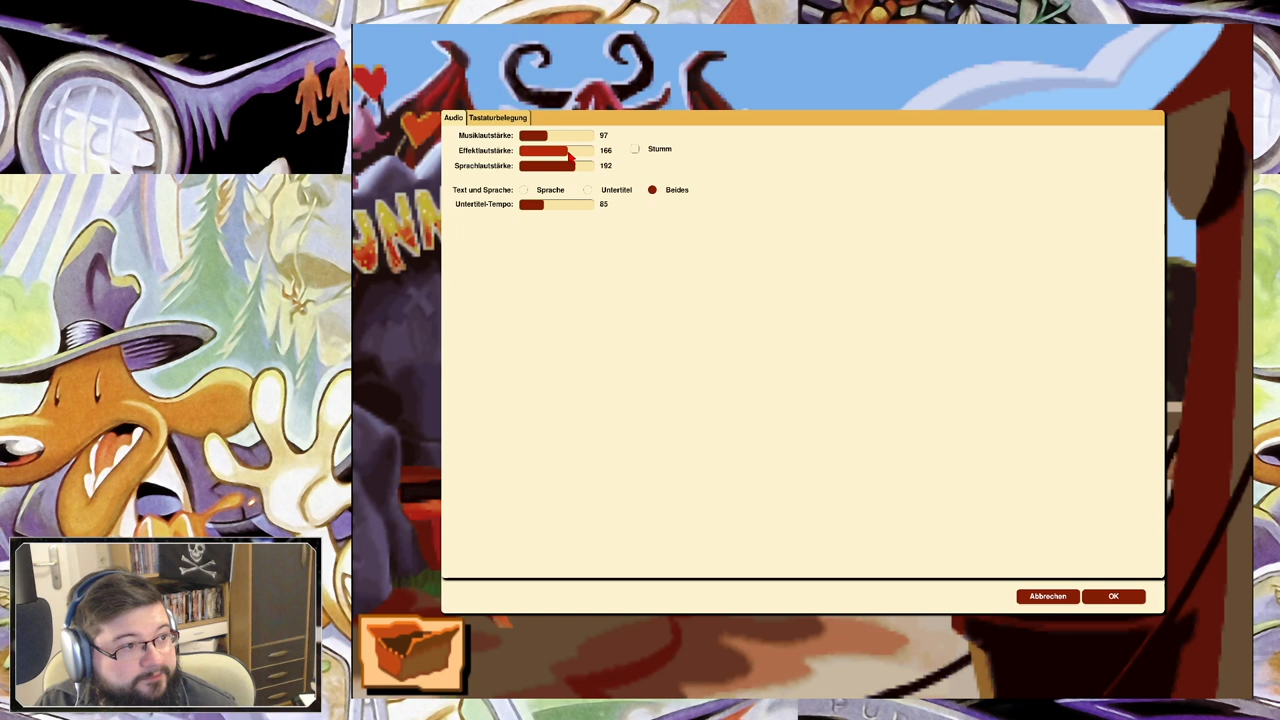 Audio Tastaturbelegung
Musiklautstärke: 97
Effektlautstärke: 166 Stumm
Sprachlautstärke: 192
Text und Sprache: Sprache Untertitel Beides
Untertitel-Tempo: 85
Abbrechen OK